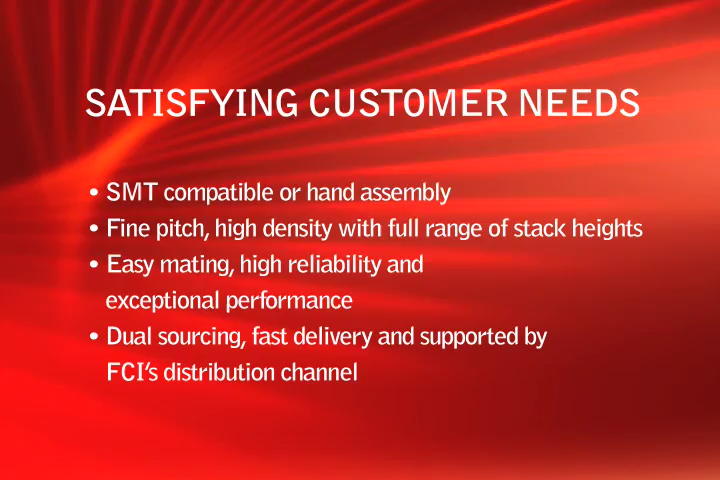 SATISFYING CUSTOMER NEEDS
• SMT compatible or hand assembly
• Fine pitch, high density with full range of stack heights
• Easy mating, high reliability and
exceptional performance
• Dual sourcing, fast delivery and supported by
FCI's distribution channel